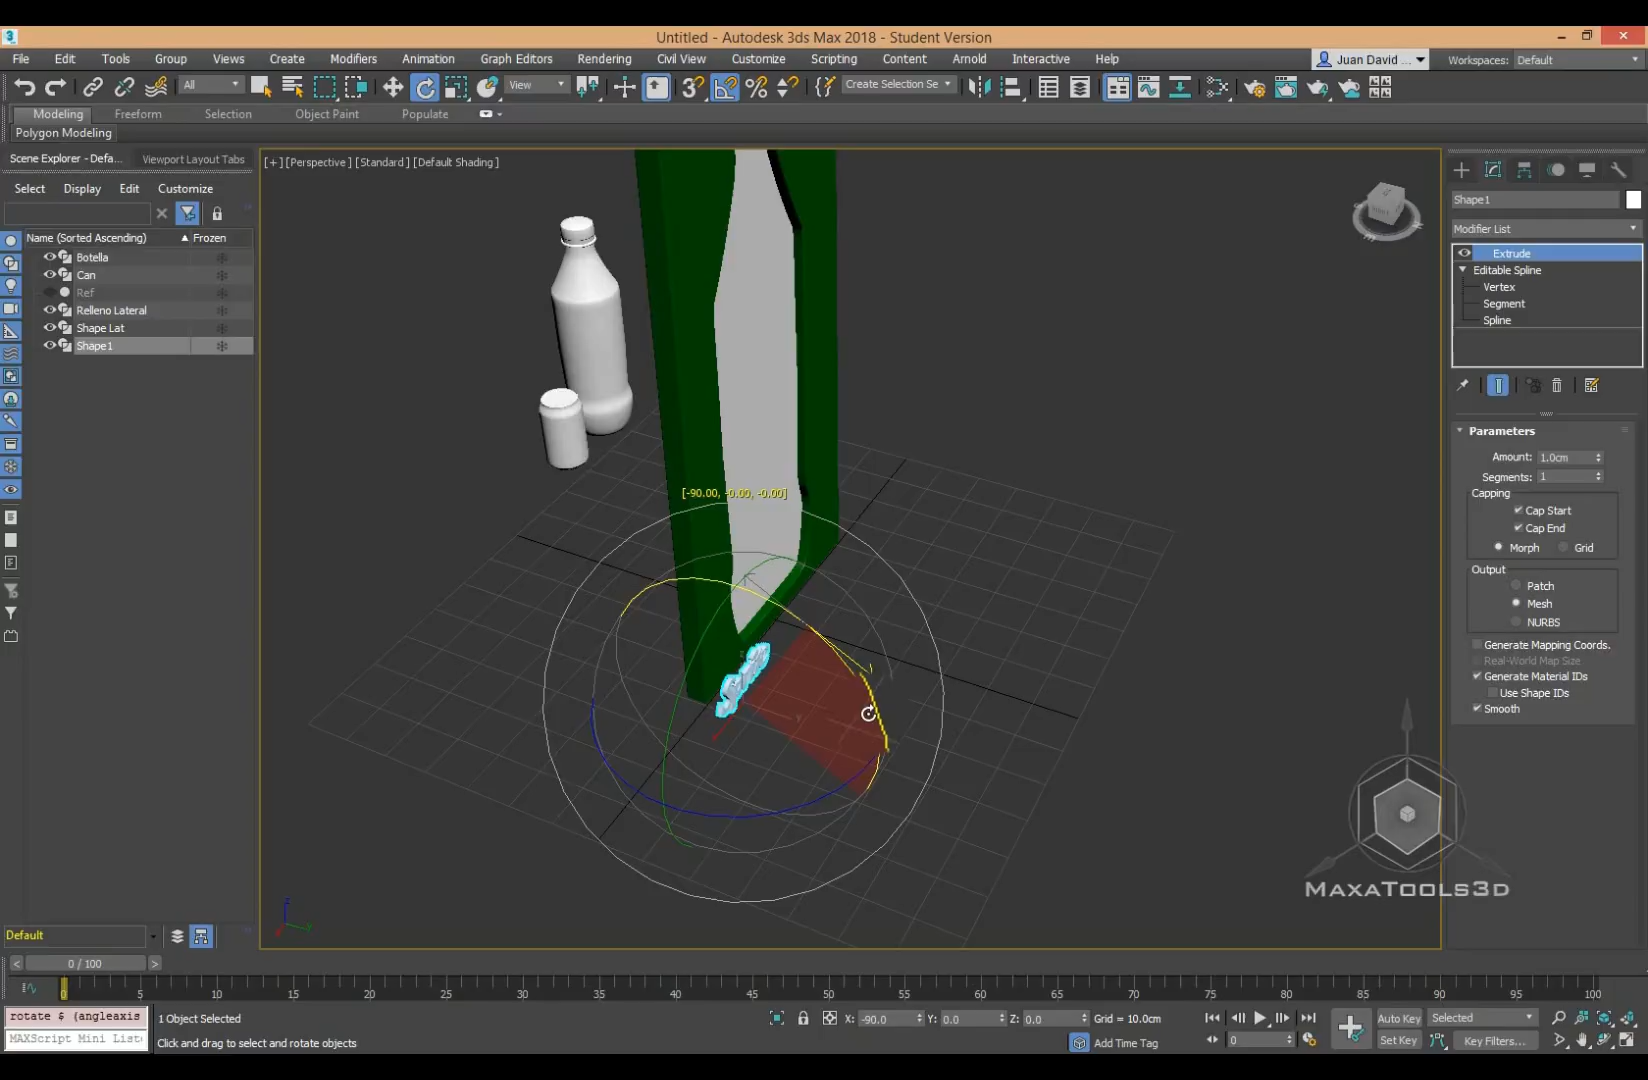 Untitled - Autodesk 3ds Max 2018 - Student Version
File Edit Tools Group Views Create Modifiers Animation Graph Editors Rendering Civil View Customize Scripting Content Arnold Interactive Help Juan David ... Workspaces: Default
All View Create Selection Se
Modeling Freeform Selection Object Paint Populate
Polygon Modeling
Scene Explorer - Defa... Viewport Layout Tabs
Select Display Edit Customize
Name (Sorted Ascending) Frozen
Botella
Can
Ref
Relleno Lateral
Shape Lat
Shape1
[+] [Perspective] [Standard] [Default Shading]
[-90.00, -0.00, -0.00]
Shape1
Modifier List
Extrude
Editable Spline
Vertex
Segment
Spline
Parameters
Amount: 1.0cm
Segments: 1
Capping
Cap Start
Cap End
Morph Grid
Output
Patch
Mesh
NURBS
Generate Mapping Coords.
Real-World Map Size
Generate Material IDs
Use Shape IDs
Smooth
MAXATOOLS3D
Default
0 / 100
0 5 10 15 20 25 30 35 40 45 50 55 60 65 70 75 80 85 90 95 100
rotate $ (angleaxis 1 Object Selected X: -90.0 Y: 0.0 Z: 0.0 Grid = 10.0cm Auto Key Selected
MAXScript Mini List Click and drag to select and rotate objects Add Time Tag 0 Set Key Key Filters...